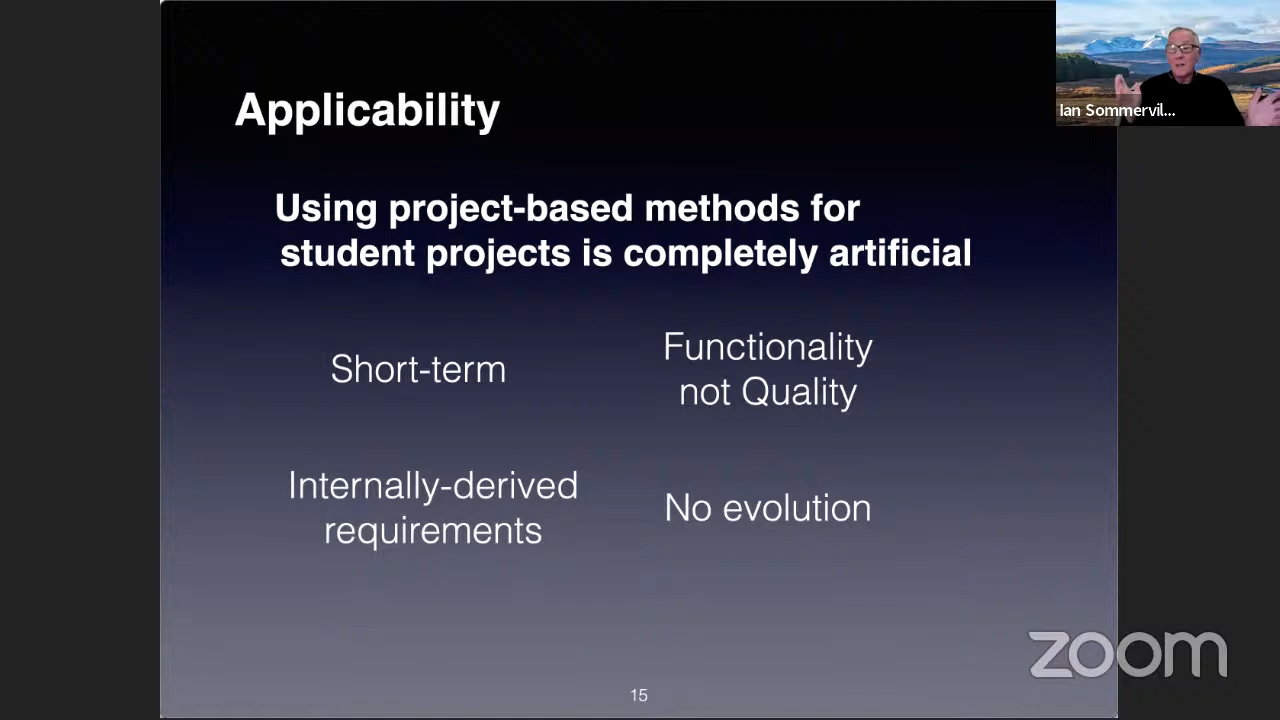 Applicability
Ian Sommervil...
Using project-based methods for
student projects is completely artificial
Short-term
Functionality
not Quality
Internally-derived
requirements
No evolution
zoom
15